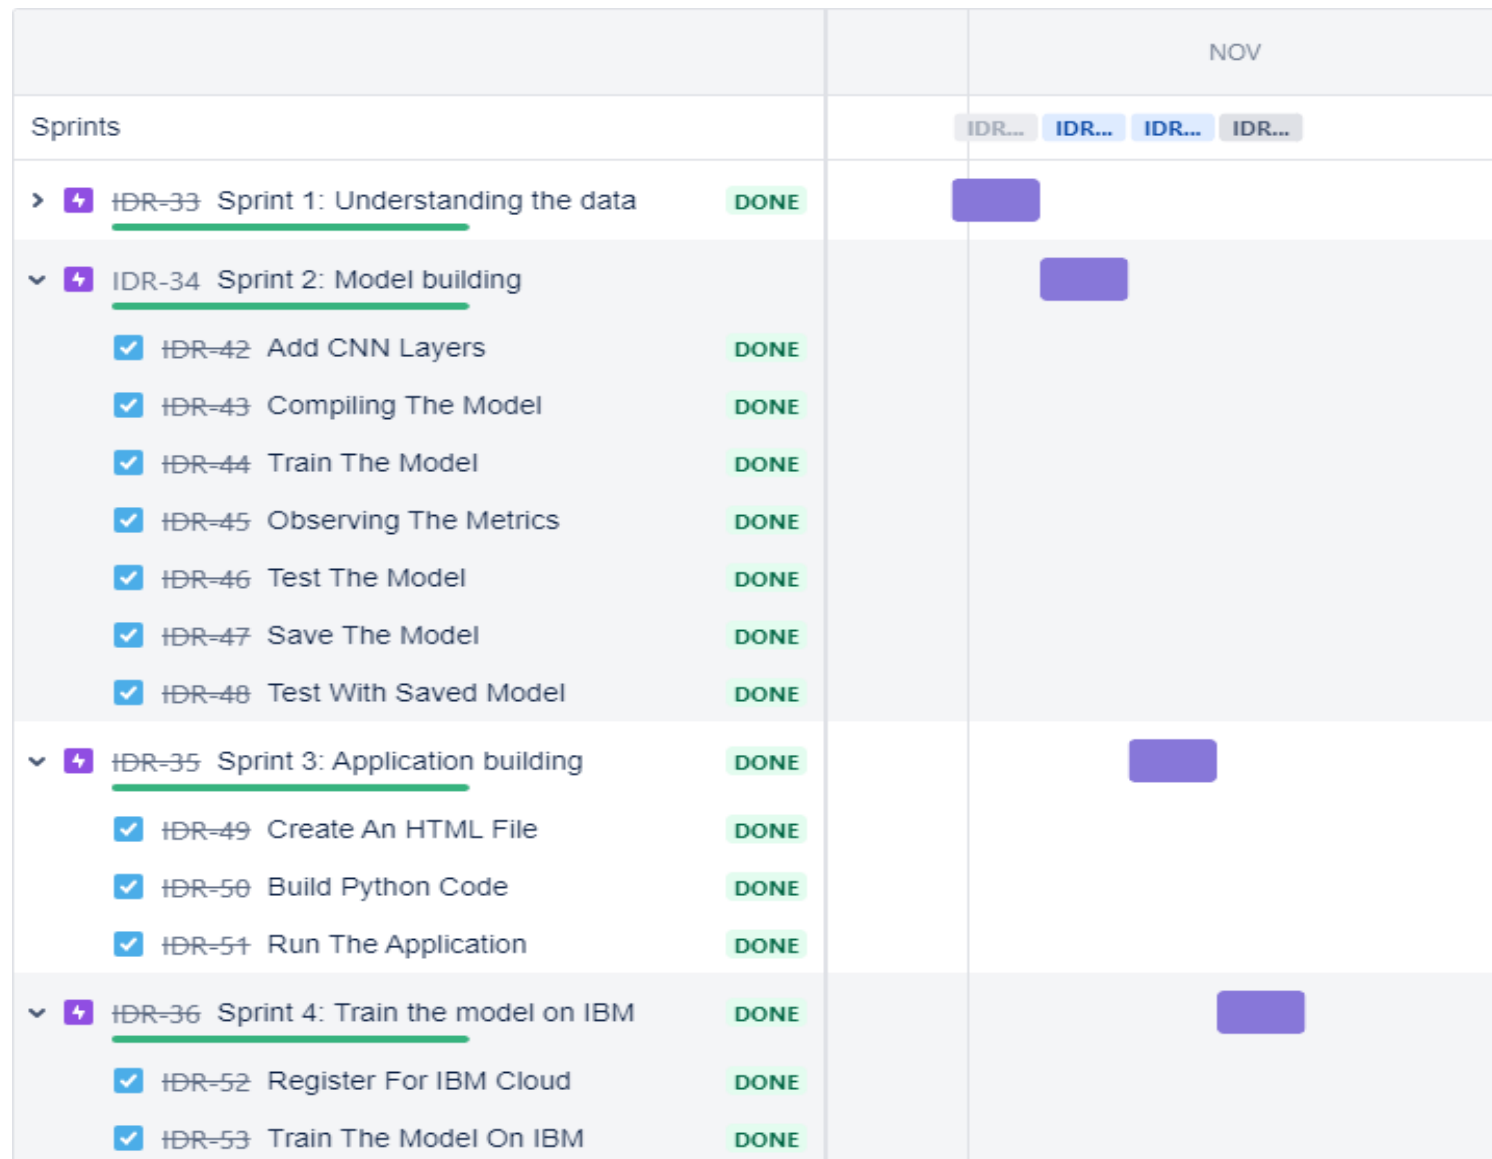 NOV
Sprints IDR... IDR... IDR... IDR...
IDR-33 Sprint 1: Understanding the data DONE
IDR-34 Sprint 2: Model building
IDR-42 Add CNN Layers DONE
IDR-43 Compiling The Model DONE
IDR-44 Train The Model DONE
IDR-45 Observing The Metrics DONE
IDR-46 Test The Model DONE
IDR-47 Save The Model DONE
IDR-48 Test With Saved Model DONE
IDR-35 Sprint 3: Application building DONE
IDR-49 Create An HTML File DONE
IDR-50 Build Python Code DONE
IDR-51 Run The Application DONE
IDR-36 Sprint 4: Train the model on IBM DONE
IDR-52 Register For IBM Cloud DONE
IDR-53 Train The Model On IBM DONE